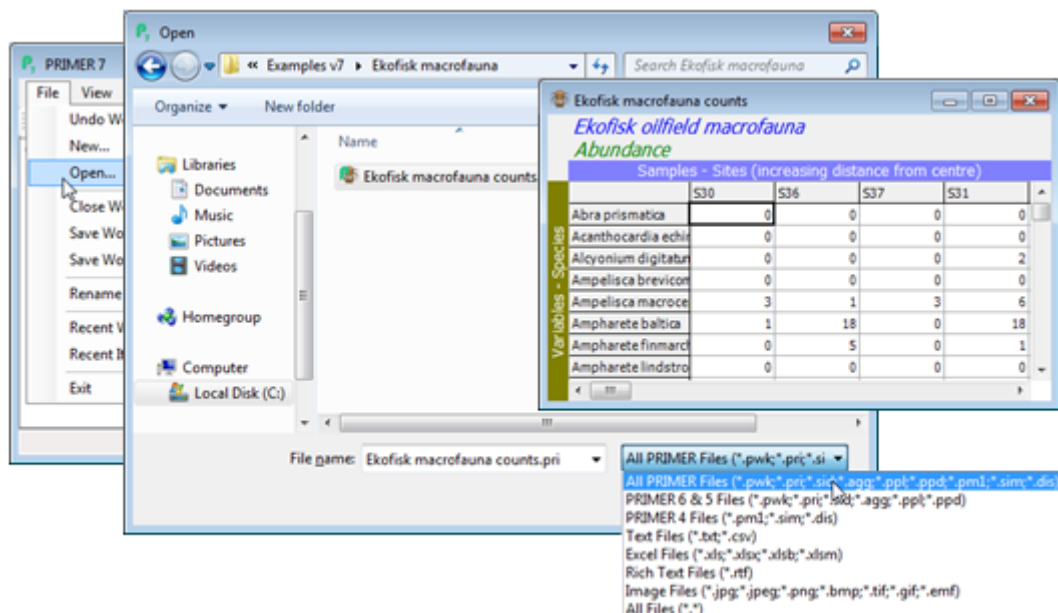 Open
PRIMER 7
File View
Undo W
New...
Open...
Close W
Save Wo
Save Wo
Rename
Recent W
Recent It
Exit
« Examples v7 ▸ Ekofisk macrofauna
Search Ekofisk macrofauna
Organize ▾ New folder
Name
Libraries
Documents
Music
Pictures
Videos
Homegroup
Computer
Local Disk (C:)
Ekofisk macrofauna counts
File name: Ekofisk macrofauna counts.pri
All PRIMER Files (*.pwk;*.pri;*.si
All PRIMER Files (*.pwk;*.pri;*.sid;*.agg;*.ppl;*.ppd;*.pm1;*.sim;*.dis)
PRIMER 6 & 5 Files (*.pwk;*.pri;*.sid;*.agg;*.ppl;*.ppd)
PRIMER 4 Files (*.pm1;*.sim;*.dis)
Text Files (*.txt;*.csv)
Excel Files (*.xls;*.xlsx;*.xlsb;*.xlsm)
Rich Text Files (*.rtf)
Image Files (*.jpg;*.jpeg;*.png;*.bmp;*.tif;*.gif;*.emf)
All Files (*.*)
Ekofisk macrofauna counts
Ekofisk oilfield macrofauna
Abundance
Samples - Sites (increasing distance from centre)
Variables - Species
S30 S36 S37 S31
Abra prismatica 0 0 0 0
Acanthocardia echin 0 0 0 0
Alcyonium digitatun 0 0 0 2
Ampelisca brevicorn 0 0 0 0
Ampelisca macroce 3 1 3 6
Ampharete baltica 1 18 0 18
Ampharete finmarch 0 5 0 1
Ampharete lindstro 0 0 0 0